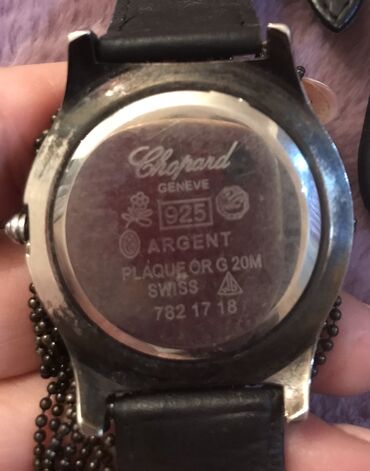 Chopard
GENEVE
925
ARGENT
PLAQUE OR G 20M
SWISS
782 17 18